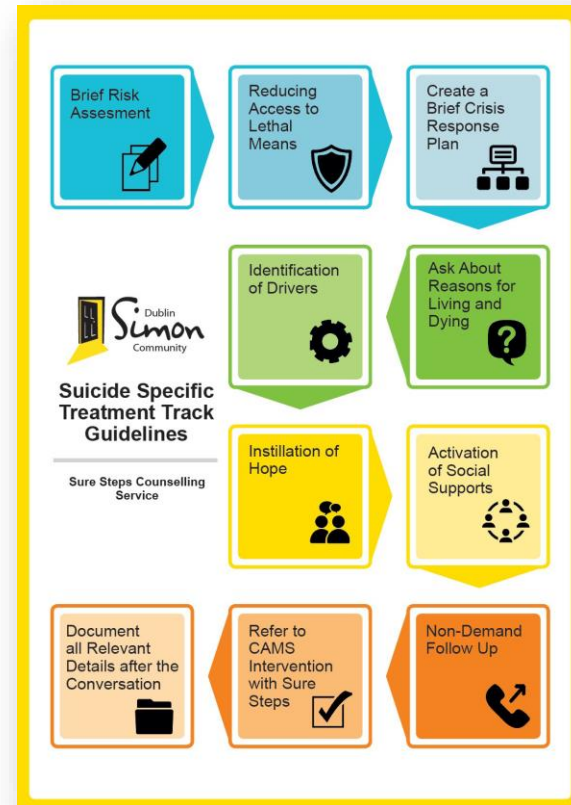 Brief Risk
Assesment
Reducing
Access to
Lethal
Means
Create a
Brief Crisis
Response
Plan
Ask About
Reasons for
Living and
Dying
?
Identification
of Drivers
Dublin
Simon
Community
Suicide Specific
Treatment Track
Guidelines
Sure Steps Counselling
Service
Instillation of
Hope
Activation
of Social
Supports
Non-Demand
Follow Up
Refer to
CAMS
Intervention
with Sure
Steps
Document
all Relevant
Details after the
Conversation